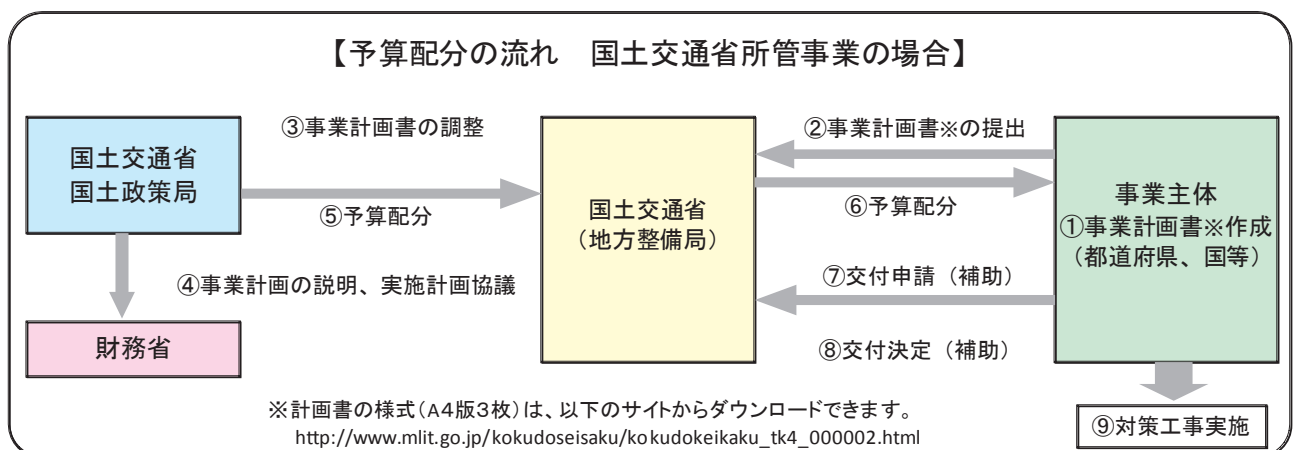 【予算配分の流れ　国土交通省所管事業の場合】
国土交通省
国土政策局
③事業計画書の調整
⑤予算配分
④事業計画の説明、実施計画協議
財務省
国土交通省
（地方整備局）
②事業計画書※の提出
⑥予算配分
⑦交付申請（補助）
⑧交付決定（補助）
事業主体
①事業計画書※作成
（都道府県、国等）
⑨対策工事実施
※計画書の様式（A4版3枚）は、以下のサイトからダウンロードできます。
http://www.mlit.go.jp/kokudoseisaku/kokudokeikaku_tk4_000002.html